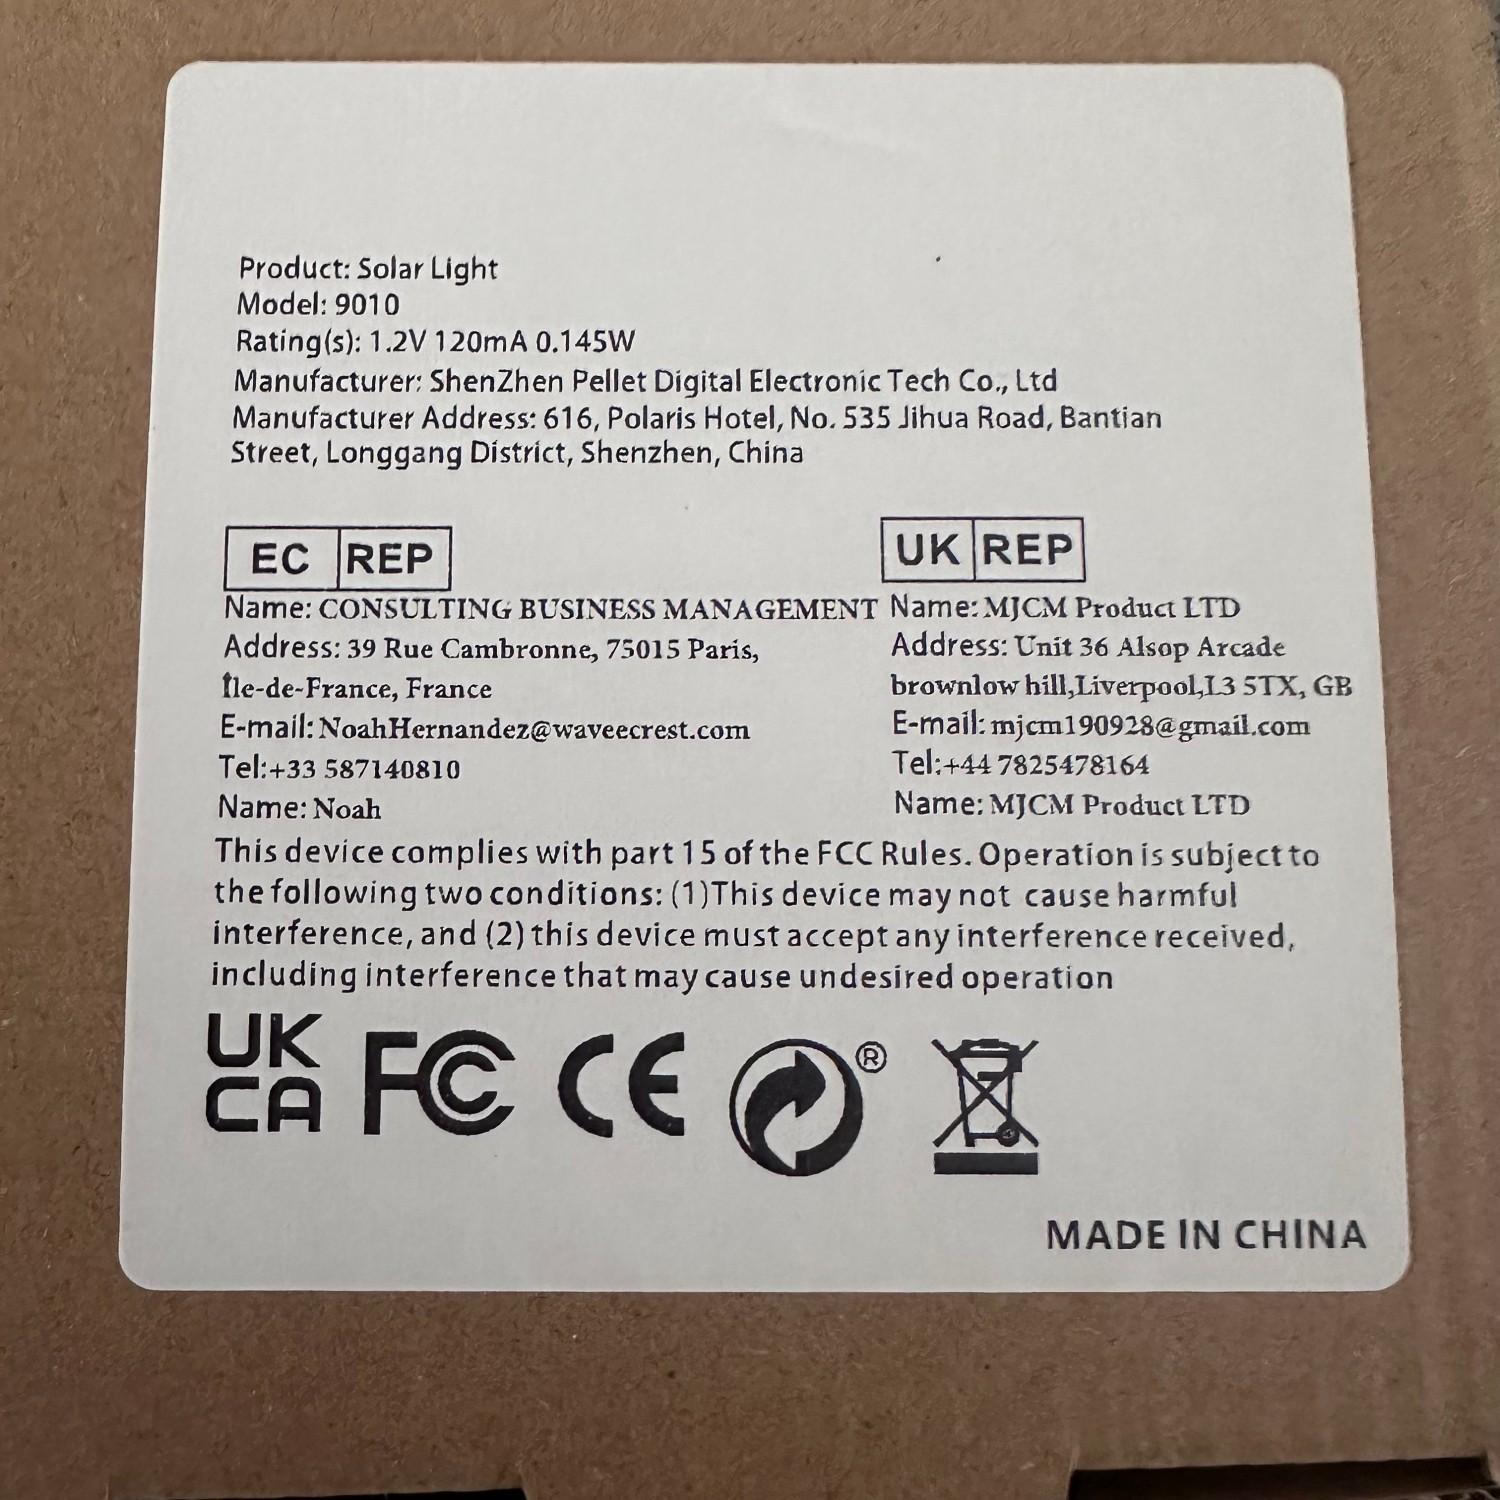 Product: Solar Light
Model: 9010
Rating(s): 1.2V 120mA 0.145W
Manufacturer: ShenZhen Pellet Digital Electronic Tech Co., Ltd
Manufacturer Address: 616, Polaris Hotel, No. 535 Jihua Road, Bantian
Street, Longgang District, Shenzhen, China
EC REP
Name: CONSULTING BUSINESS MANAGEMENT
Address: 39 Rue Cambronne, 75015 Paris,
Île-de-France, France
E-mail: NoahHernandez@waveecrest.com
Tel:+33 587140810
Name: Noah
UK REP
Name: MJCM Product LTD
Address: Unit 36 Alsop Arcade
brownlow hill,Liverpool,L3 5TX, GB
E-mail: mjcm190928@gmail.com
Tel:+44 7825478164
Name: MJCM Product LTD
This device complies with part 15 of the FCC Rules. Operation is subject to
the following two conditions: (1)This device may not cause harmful
interference, and (2) this device must accept any interference received,
including interference that may cause undesired operation
UK
CA
FC
CE
®
MADE IN CHINA